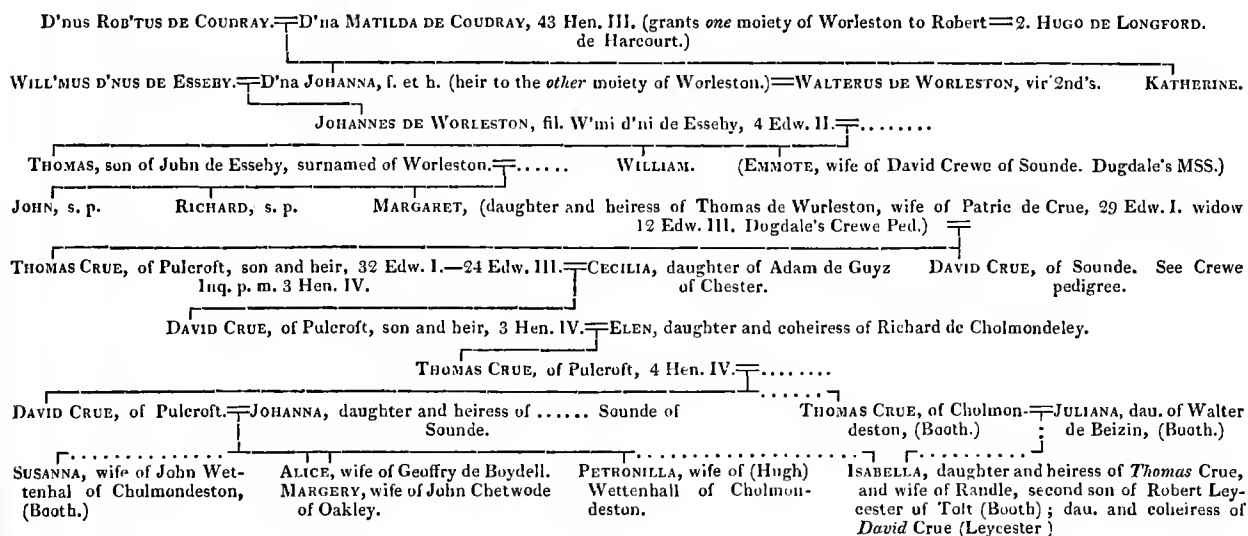 D'nus Rob'tus de Coudray. D'na Matilda de Coudray, 43 Hen. III. (grants one moiety of Worleston to Robert 2. Hugo de Longford.
de Harcourt.)
Will'mus d'nus de Esseby. D'na Johanna, f. et h. (heir to the other moiety of Worleston.) Walterus de Worleston, vir 2nd's. Katherine.
Johannes de Worleston, fil. W'mi d'ni de Esseby, 4 Edw. II. ........
Thomas, son of John de Esseby, surnamed of Worleston. ...... William. (Emmote, wife of David Crewe of Sounde. Dugdale's MSS.)
John, s. p. Richard, s. p. Margaret, (daughter and heiress of Thomas de Wurleston, wife of Patric de Crue, 29 Edw. I. widow
12 Edw. III. Dugdale's Crewe Ped.)
Thomas Crue, of Pulcroft, son and heir, 32 Edw. I.—24 Edw. III. Cecilia, daughter of Adam de Guyz David Crue, of Sounde. See Crewe
Inq. p. m. 3 Hen. IV. of Chester. pedigree.
David Crue, of Pulcroft, son and heir, 3 Hen. IV. Elen, daughter and coheiress of Richard de Cholmondeley.
Thomas Crue, of Pulcroft, 4 Hen. IV. ........
David Crue, of Pulcroft. Johanna, daughter and heiress of ...... Sounde of Thomas Crue, of Cholmon- Juliana, dau. of Walter
Sounde. deston, (Booth.) de Beizin, (Booth.)
Susanna, wife of John Wet- Alice, wife of Geoffry de Boydell. Petronilla, wife of (Hugh) Isabella, daughter and heiress of Thomas Crue,
tenhal of Cholmondeston, Margery, wife of John Chetwode Wettenhall of Cholmon- and wife of Randle, second son of Robert Ley-
(Booth.) of Oakley. deston. cester of Toft (Booth) ; dau. and coheiress of
David Crue (Leycester )